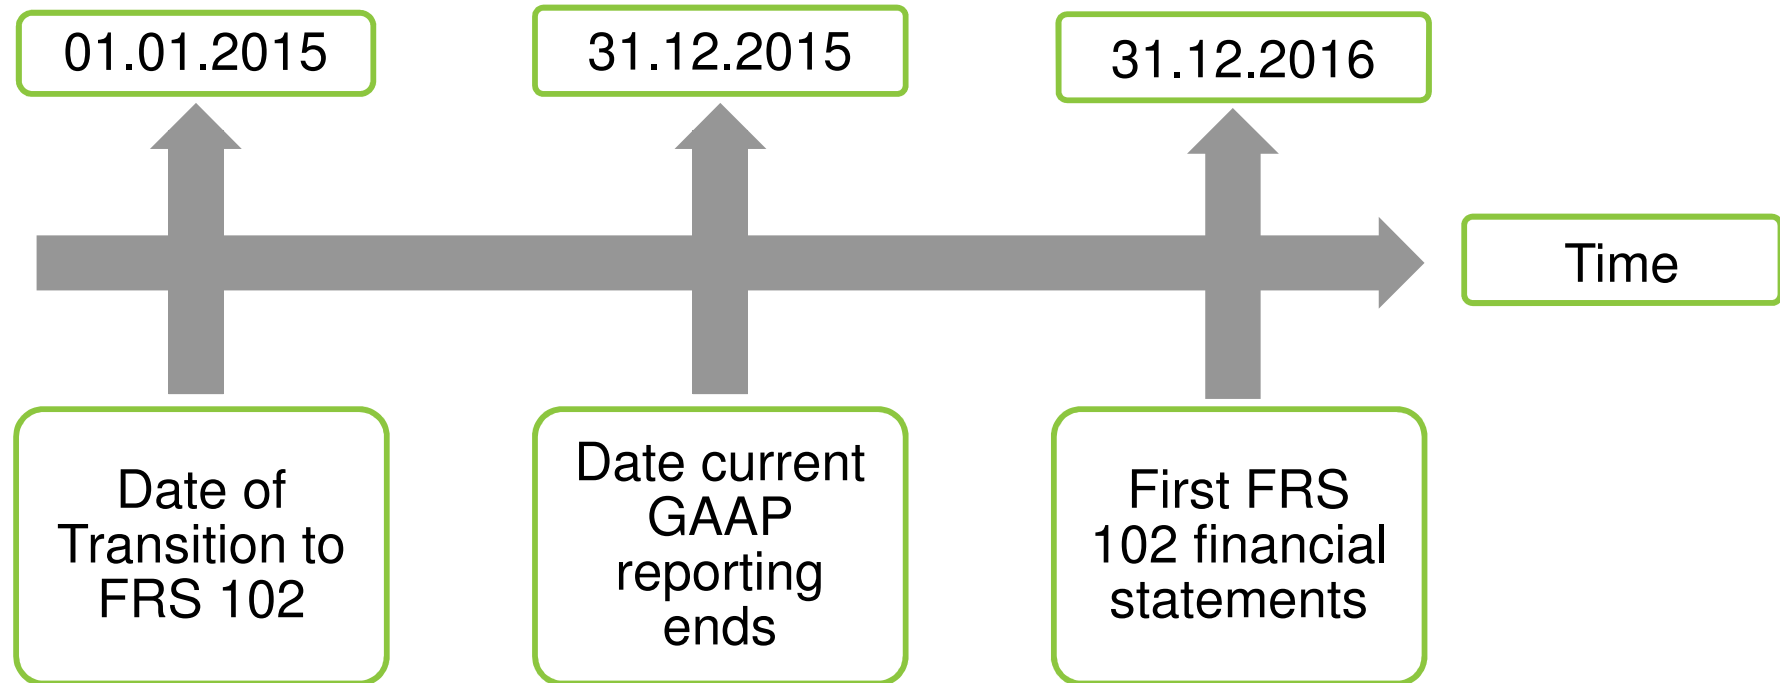 01.01.2015
31.12.2015
31.12.2016
Time
Date of
Transition to
FRS 102
Date current
GAAP
reporting
ends
First FRS
102 financial
statements